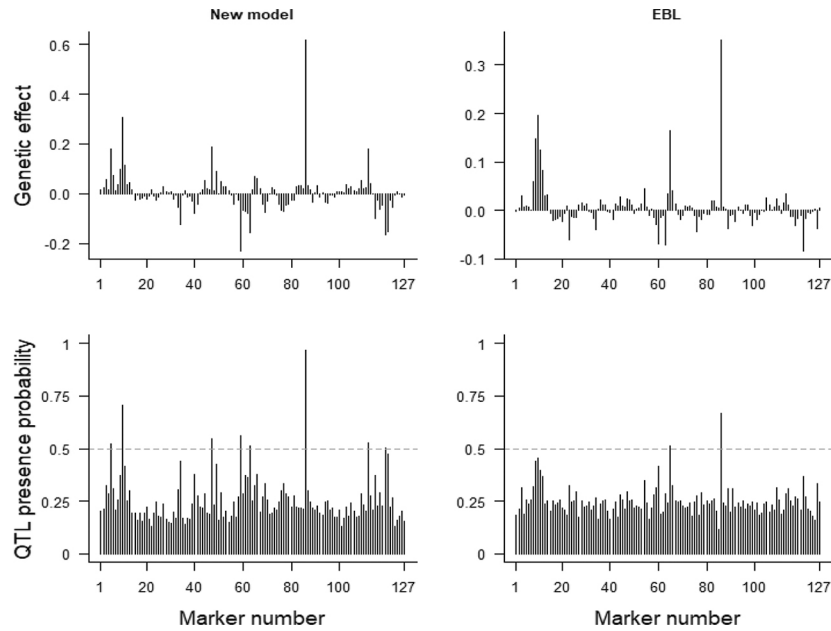 New model
EBL
Genetic effect
0.6
0.4
0.2
0.0
-0.2
1 20 40 60 80 100 127
0.3
0.2
0.1
0.0
-0.1
1 20 40 60 80 100 127
QTL presence probability
1
0.75
0.5
0.25
0
1 20 40 60 80 100 127
Marker number
1
0.75
0.5
0.25
0
1 20 40 60 80 100 127
Marker number